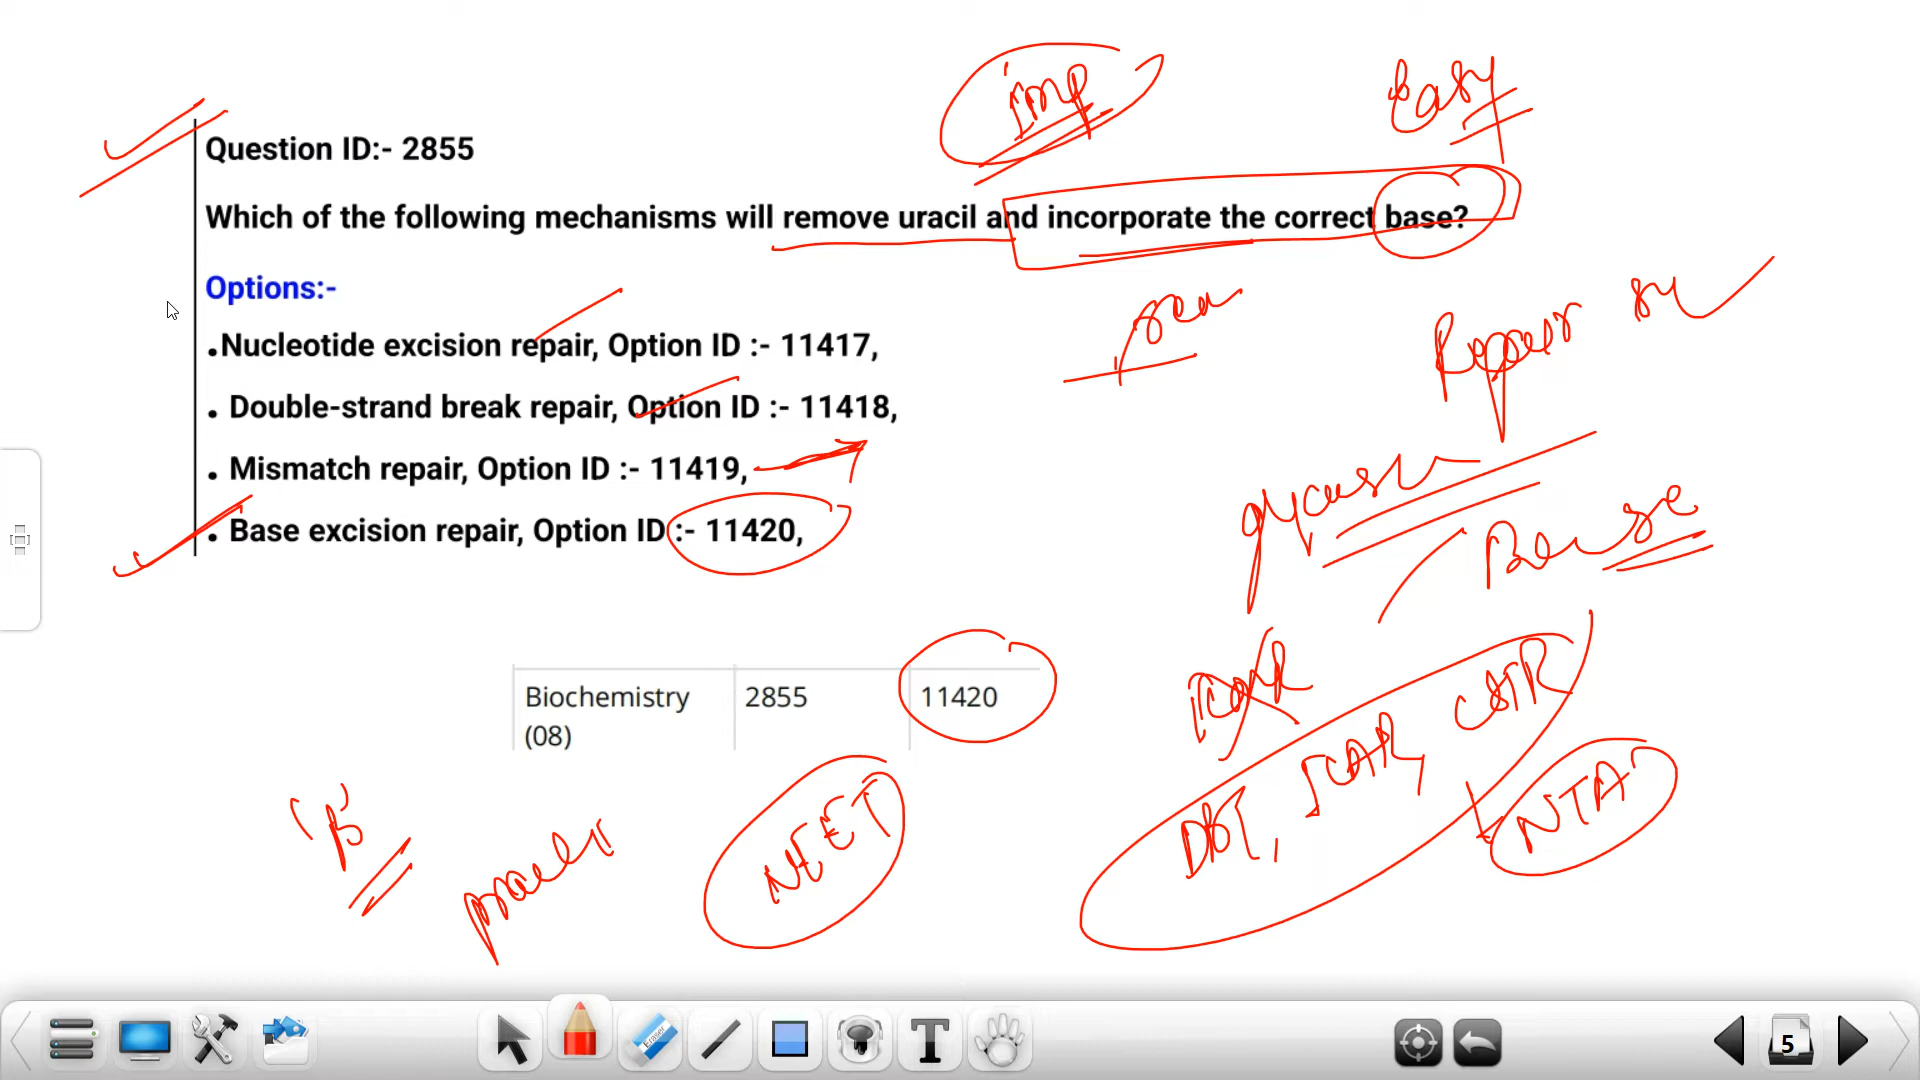 Imp
Easy
Question ID:- 2855
Which of the following mechanisms will remove uracil and incorporate the correct base?
Options:-
.Nucleotide excision repair, Option ID :- 11417,
. Double-strand break repair, Option ID :- 11418,
. Mismatch repair, Option ID :- 11419,
. Base excision repair, Option ID :- 11420,
Biochemistry 2855 11420
(08)
DBT, ICAR, CSIR
NTA
NEET
'B'
Eraser
T
5